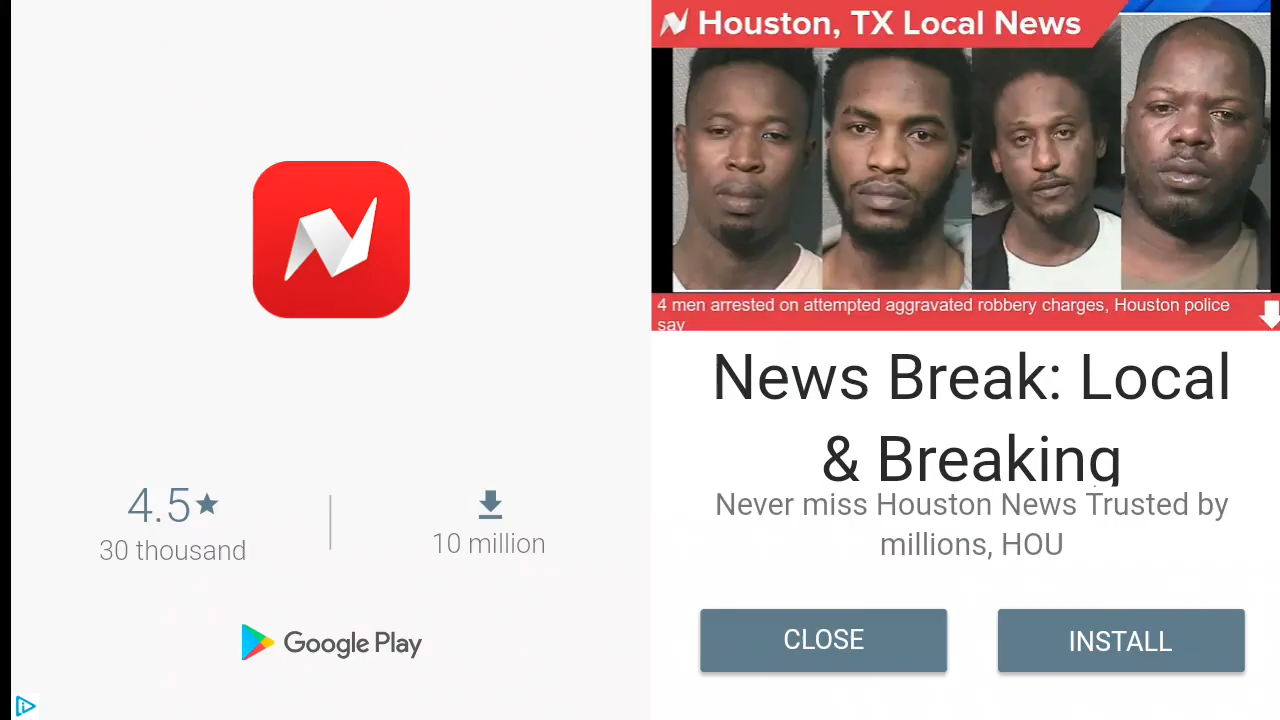 4.5★
30 thousand
10 million
Google Play
Houston, TX Local News
4 men arrested on attempted aggravated robbery charges, Houston police
say
News Break: Local
& Breaking
Never miss Houston News Trusted by
millions, HOU
CLOSE
INSTALL